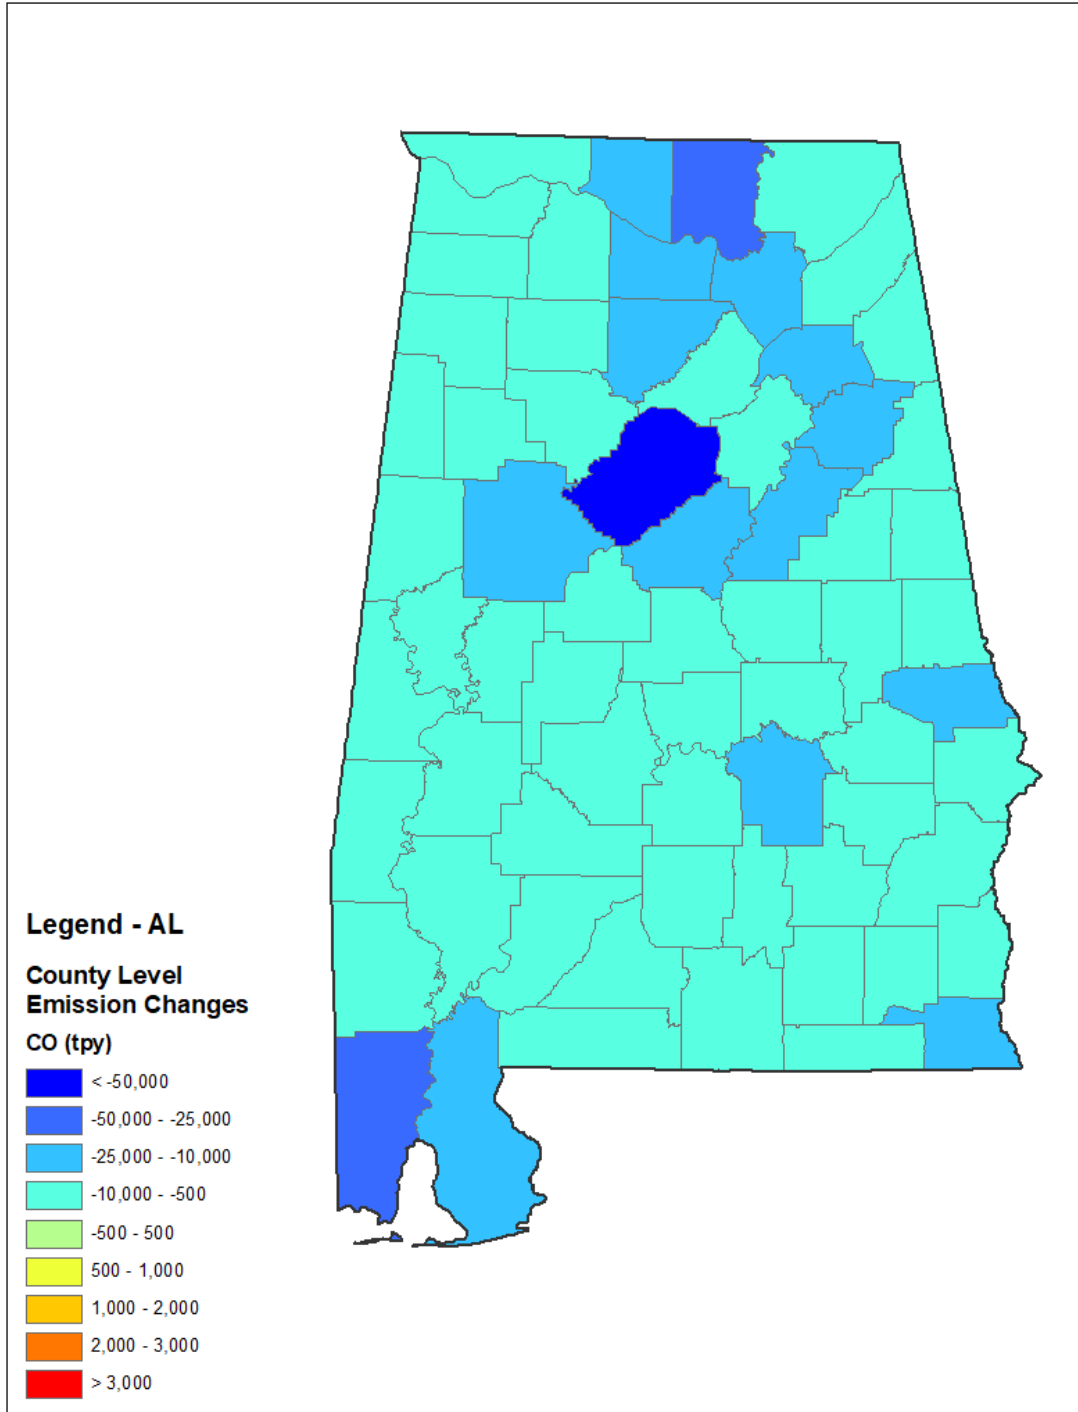 Legend - AL
County Level
Emission Changes
CO (tpy)
< -50,000
-50,000 - -25,000
-25,000 - -10,000
-10,000 - -500
-500 - 500
500 - 1,000
1,000 - 2,000
2,000 - 3,000
> 3,000